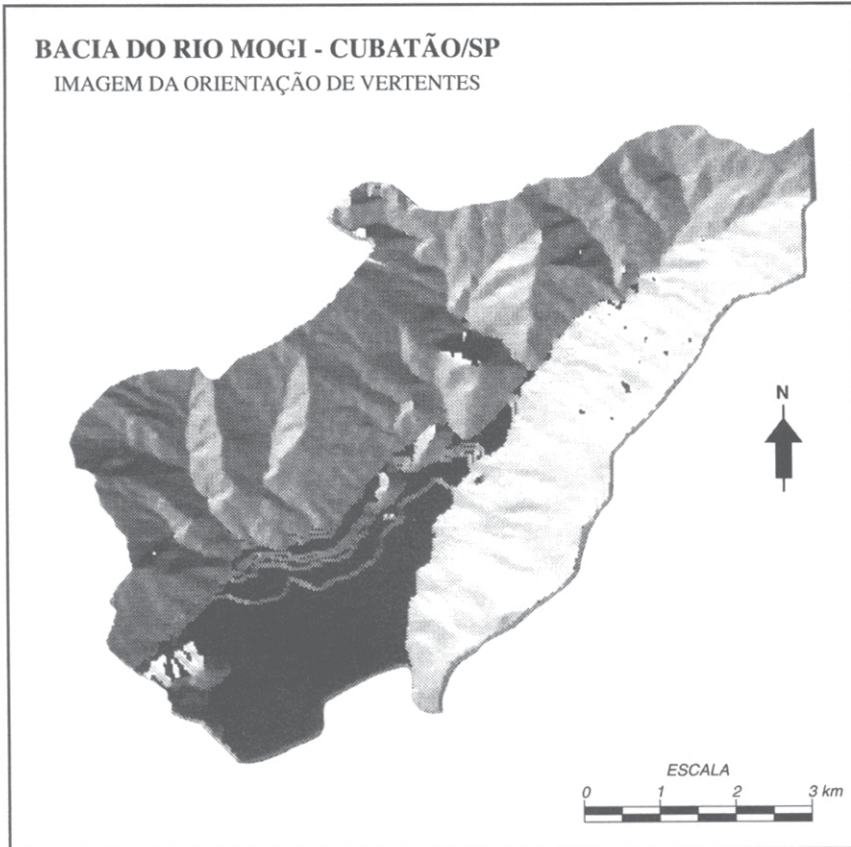 BACIA DO RIO MOGI - CUBATÃO/SP
IMAGEM DA ORIENTAÇÃO DE VERTENTES
N
ESCALA
0 1 2 3 km